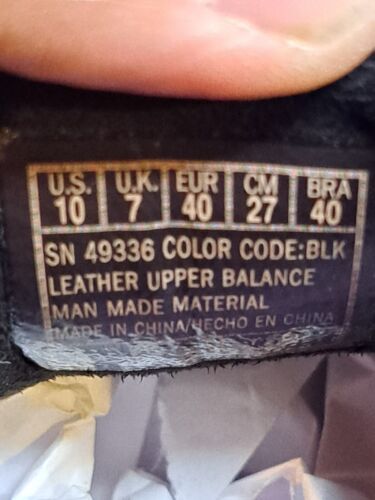 U.S. U.K. EUR CM BRA
10 7 40 27 40
SN 49336 COLOR CODE:BLK
LEATHER UPPER BALANCE
MAN MADE MATERIAL
MADE IN CHINA/HECHO EN CHINA